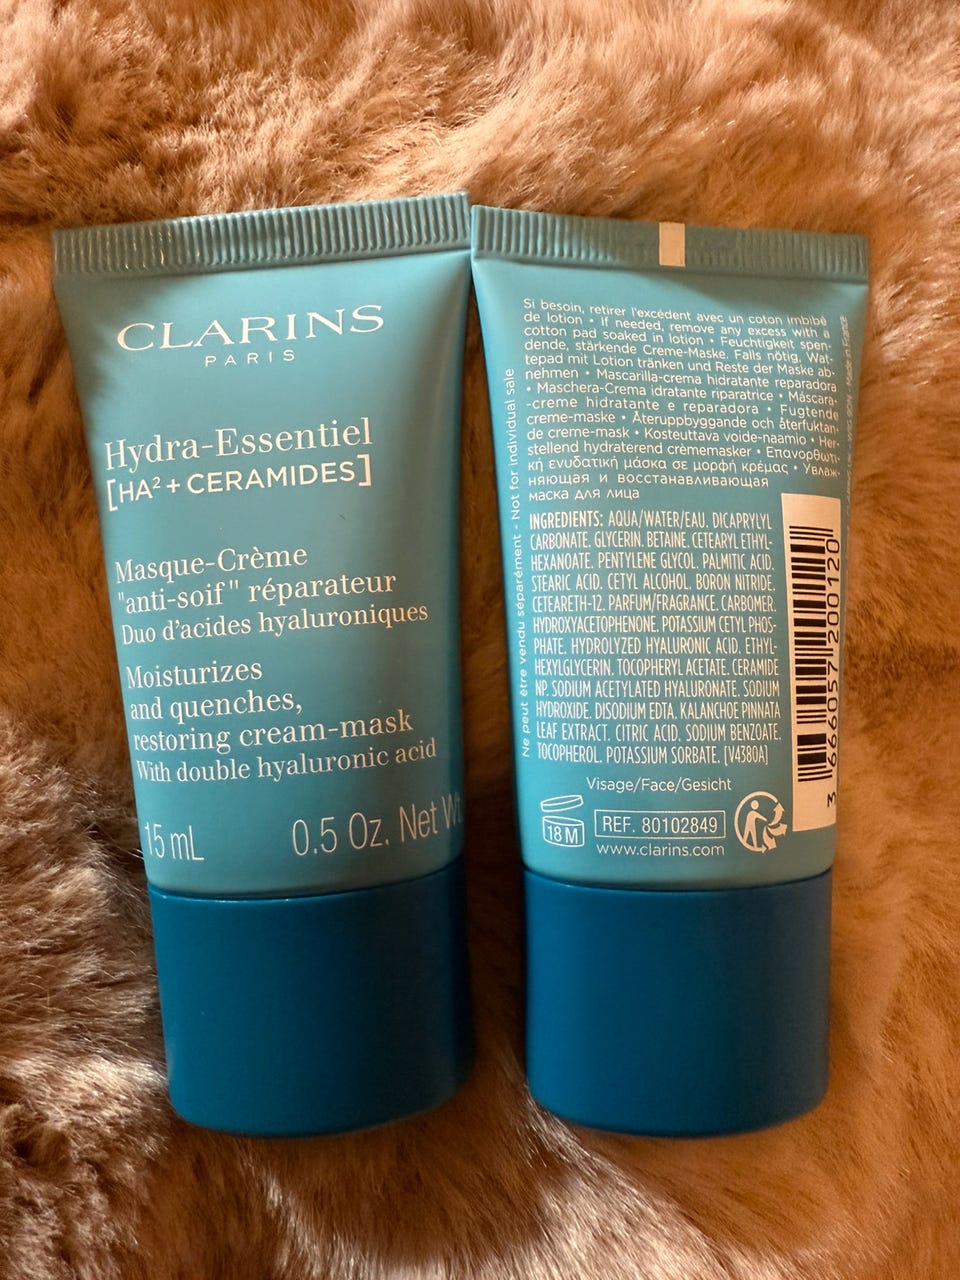 CLARINS
PARIS
Hydra-Essentiel
[HA² + CERAMIDES]
Masque-Crème
"anti-soif" réparateur
Duo d'acides hyaluroniques
Moisturizes
and quenches,
restoring cream-mask
With double hyaluronic acid
15 mL 0.5 Oz. Net Wt.
Si besoin, retirer l'excédent avec un coton imbibé
de lotion • If needed, remove any excess with a
cotton pad soaked in lotion • Feuchtigkeit spen-
dende, stärkende Creme-Maske. Falls nötig, Wat-
tepad mit Lotion tränken und Reste der Maske ab-
nehmen • Mascarilla-crema hidratante reparadora
• Maschera-Crema idratante riparatrice • Máscara-
-creme hidratante e reparadora • Fugtende
creme-maske • Återuppbyggande och återfuktan-
de creme-mask • Kosteuttava voide-naamio • Her-
stellend hydraterend crèmemasker • Επανορθωτι-
κή ενυδατική μάσκα σε μορφή κρέμας • Увлаж-
няющая и восстанавливающая
маска для лица
INGREDIENTS: AQUA/WATER/EAU. DICAPRYLYL
CARBONATE. GLYCERIN. BETAINE. CETEARYL ETHYL-
HEXANOATE. PENTYLENE GLYCOL. PALMITIC ACID.
STEARIC ACID. CETYL ALCOHOL. BORON NITRIDE.
CETEARETH-12. PARFUM/FRAGRANCE. CARBOMER.
HYDROXYACETOPHENONE. POTASSIUM CETYL PHOS-
PHATE. HYDROLYZED HYALURONIC ACID. ETHYL-
HEXYLGLYCERIN. TOCOPHERYL ACETATE. CERAMIDE
NP. SODIUM ACETYLATED HYALURONATE. SODIUM
HYDROXIDE. DISODIUM EDTA. KALANCHOE PINNATA
LEAF EXTRACT. CITRIC ACID. SODIUM BENZOATE.
TOCOPHEROL. POTASSIUM SORBATE. [V4380A]
Visage/Face/Gesicht
18 M
REF. 80102849
www.clarins.com
Ne peut être vendu séparément - Not for individual sale
Made in France
3 666057 200120